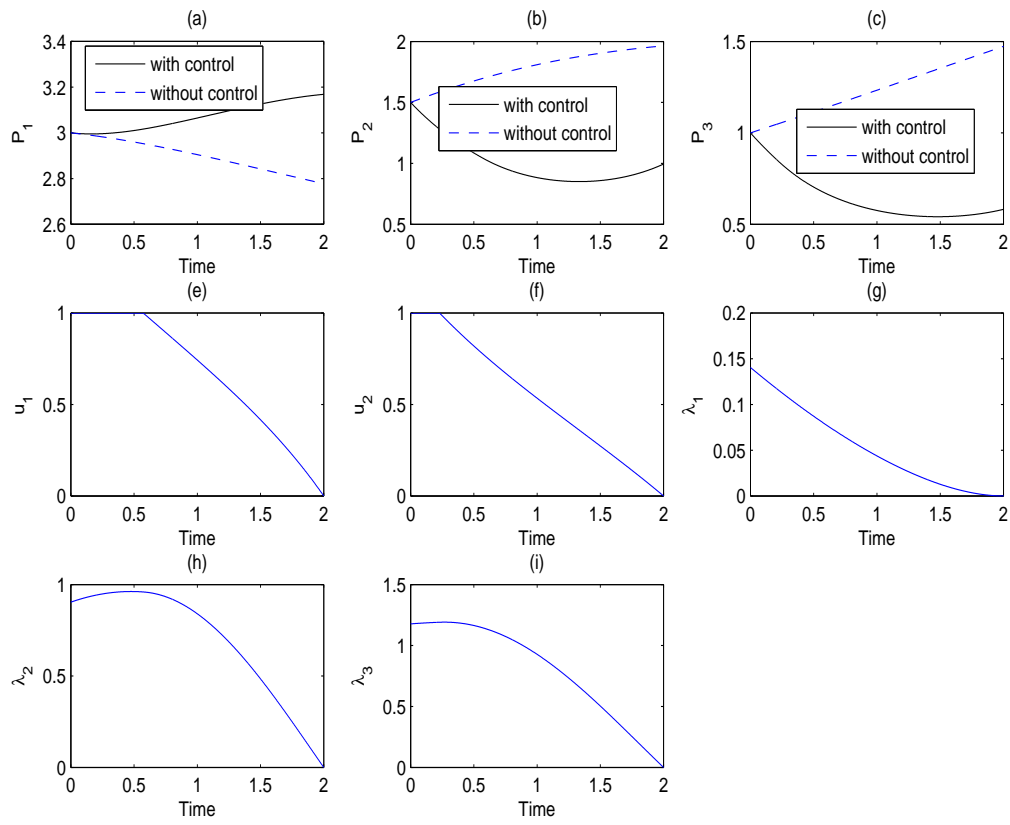 (a)
3.4
3.2
3
2.8
2.6
P1
with control
without control
0
0.5
1
1.5
2
Time
(b)
2
1.5
1
0.5
P2
with control
without control
0
0.5
1
1.5
2
Time
(c)
1.5
1
0.5
P3
with control
without control
0
0.5
1
1.5
2
Time
(e)
1
0.5
0
u1
0
0.5
1
1.5
2
Time
(f)
1
0.5
0
u2
0
0.5
1
1.5
2
Time
(g)
0.2
0.15
0.1
0.05
0
λ1
0
0.5
1
1.5
2
Time
(h)
1
0.5
0
λ2
0
0.5
1
1.5
2
Time
(i)
1.5
1
0.5
0
λ3
0
0.5
1
1.5
2
Time